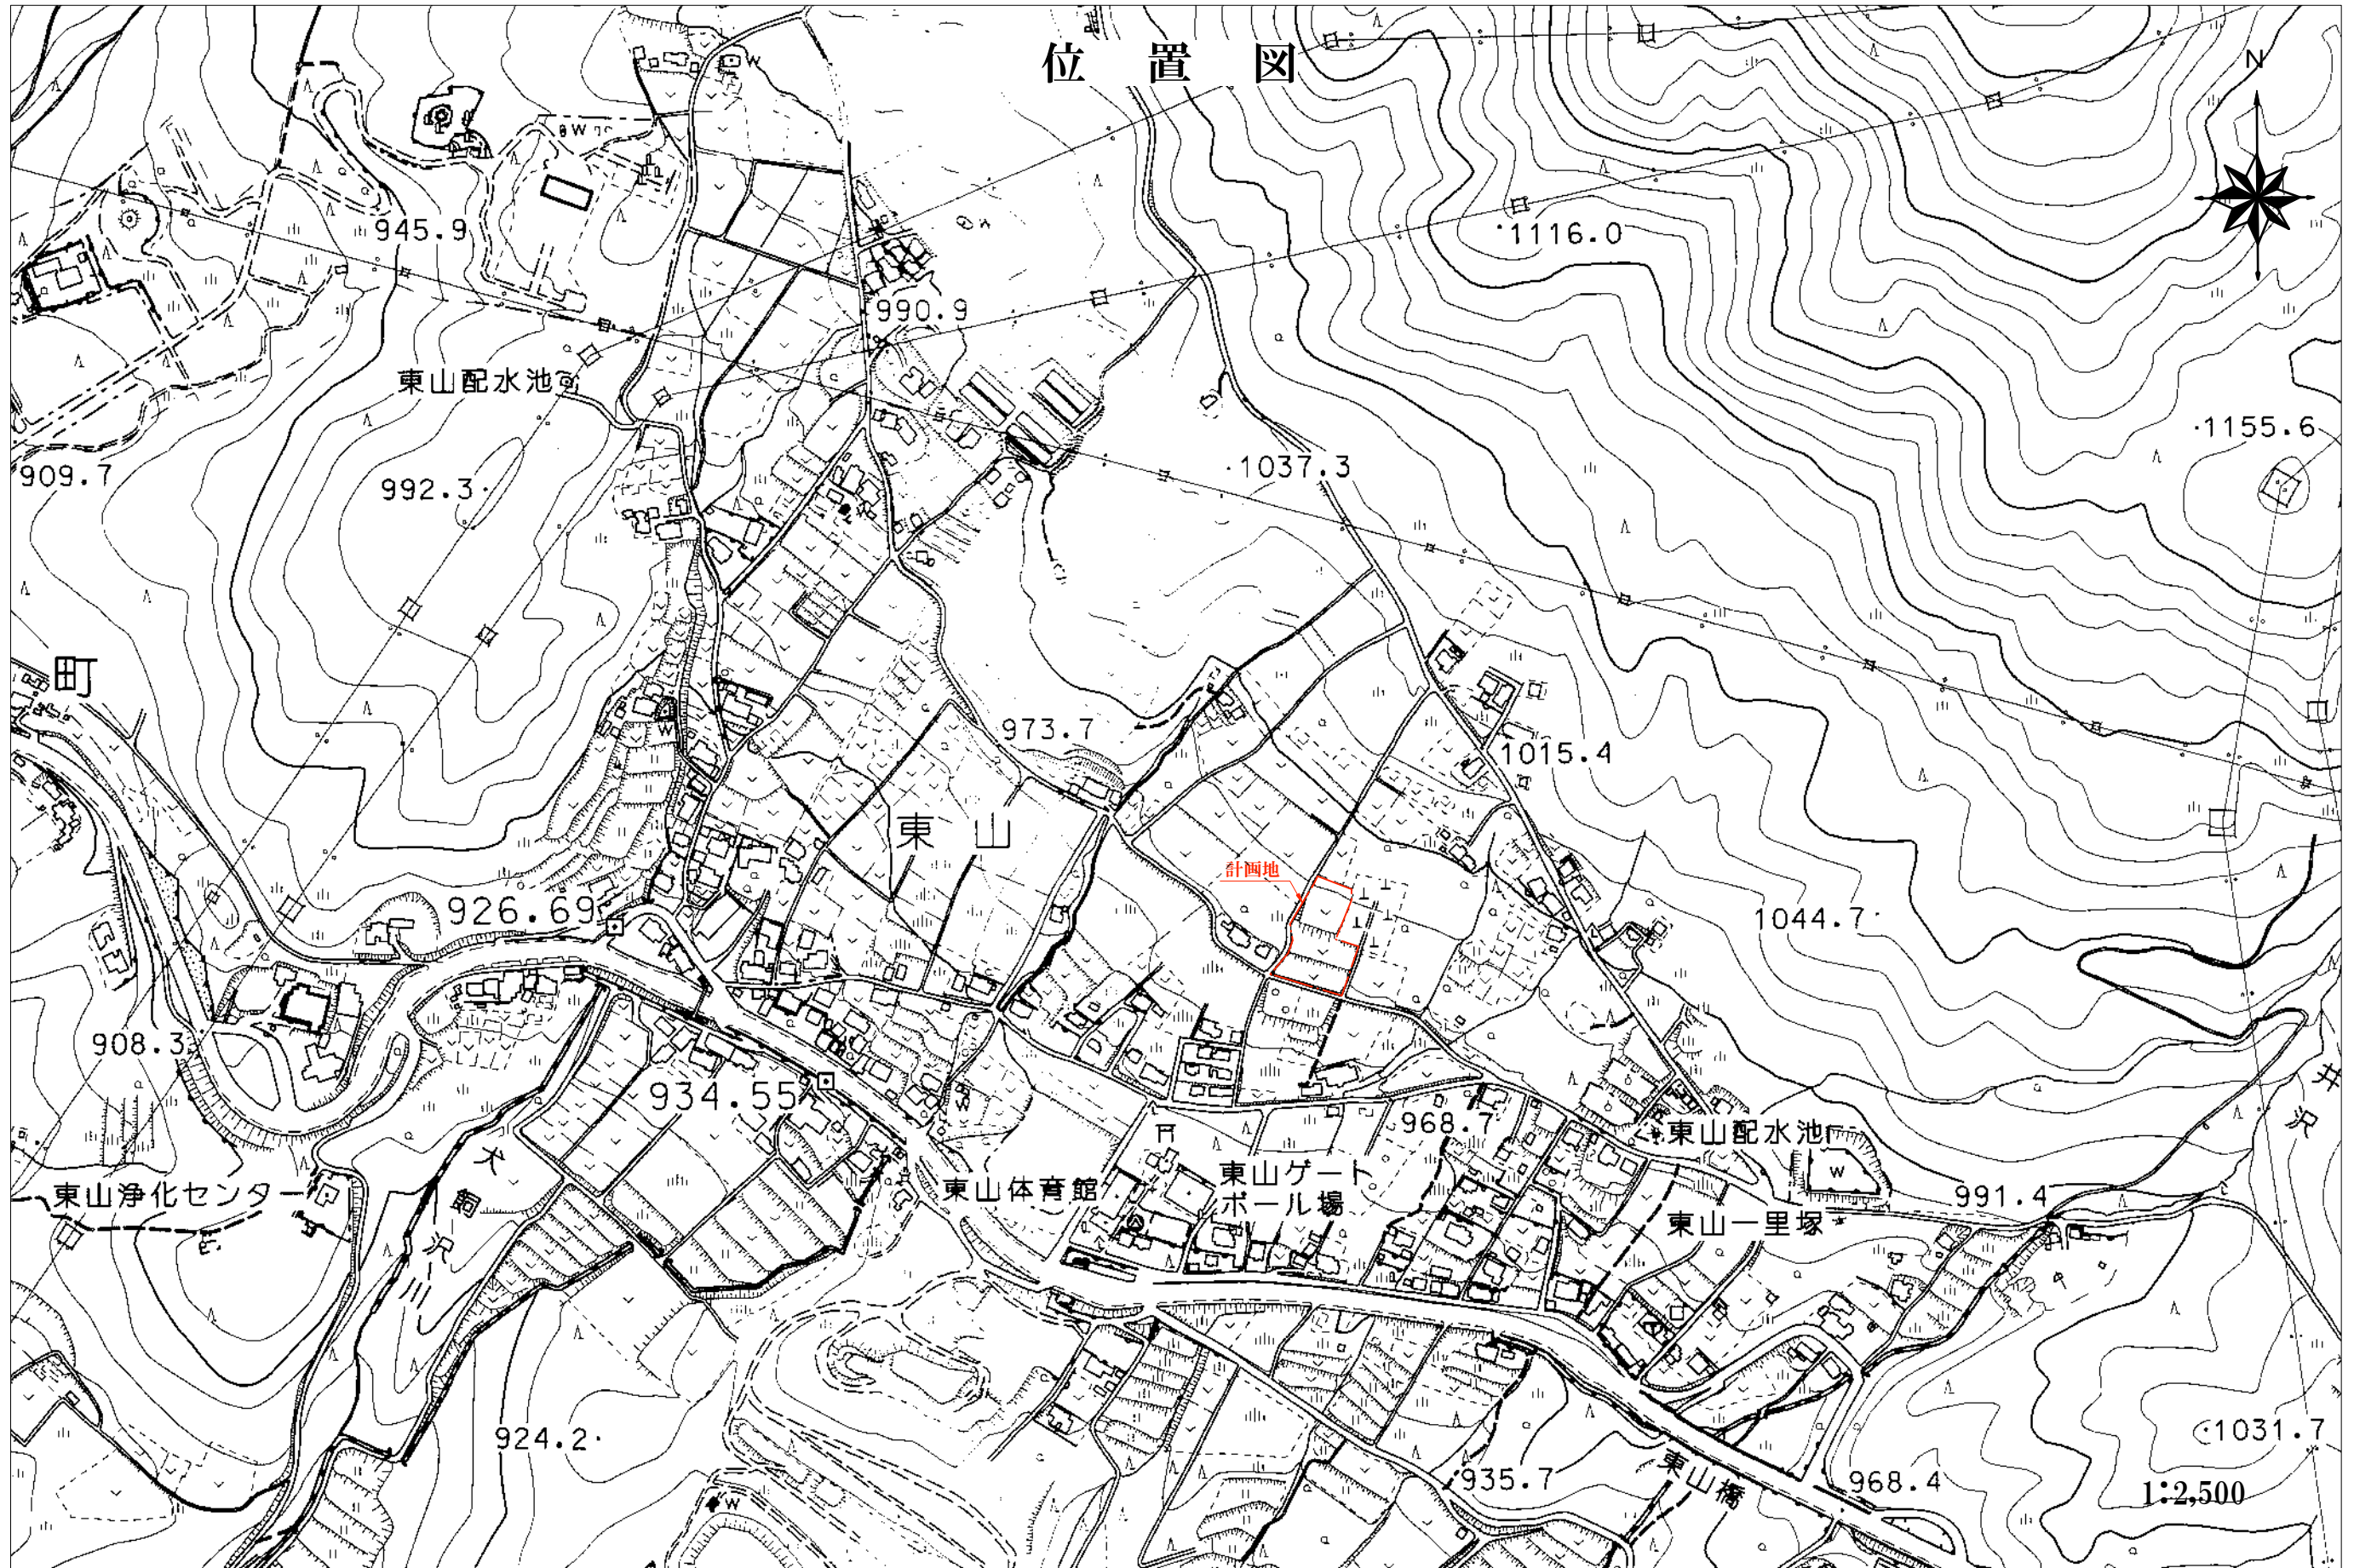 位 置 図
N
W
W
945.9
1116.0
990.9
東山配水池
1155.6
909.7
992.3
1037.3
町
W
973.7
1015.4
東 山
計画地
926.69
1044.7
908.3
934.55
W
井沢
968.7
東山配水池
W
東山浄化センター
犬飼沢川
東山体育館
東山ゲート
ボール場
991.4
東山一里塚
924.2
1031.7
935.7
東山橋
968.4
1:2,500
W